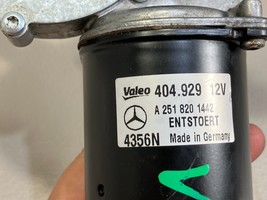 Valeo 404.929 12V
A 251 820 1442
ENTSTOERT
4356N Made in Germany